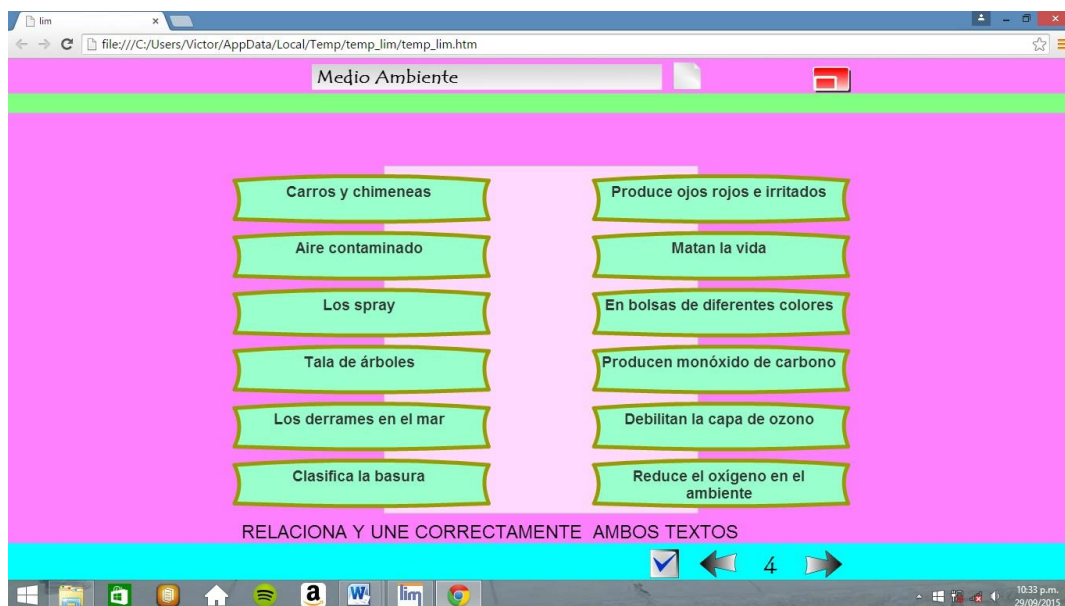 lim
file:///C:/Users/Victor/AppData/Local/Temp/temp_lim/temp_lim.htm
Medio Ambiente
Carros y chimeneas
Produce ojos rojos e irritados
Aire contaminado
Matan la vida
Los spray
En bolsas de diferentes colores
Tala de árboles
Producen monóxido de carbono
Los derrames en el mar
Debilitan la capa de ozono
Clasifica la basura
Reduce el oxígeno en el
ambiente
RELACIONA Y UNE CORRECTAMENTE AMBOS TEXTOS
4
a
W
lim
10:33 p.m.
29/09/2015